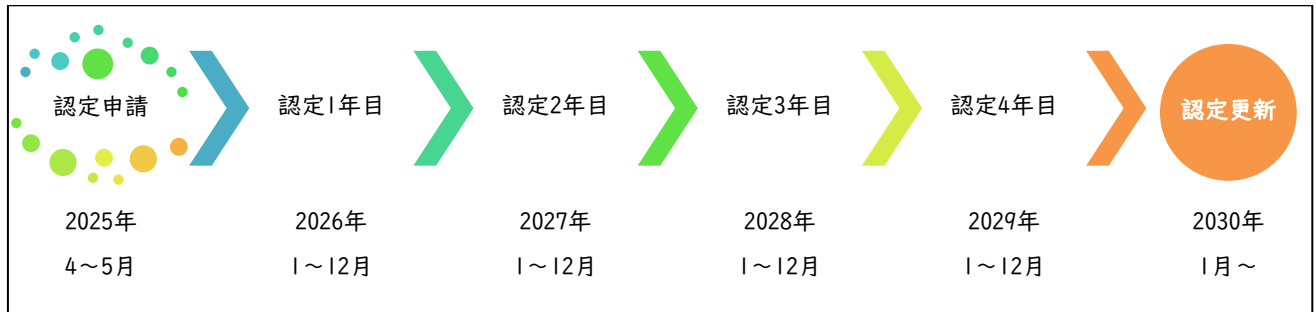 認定申請
認定1年目
認定2年目
認定3年目
認定4年目
認定更新
2025年
4～5月
2026年
1～12月
2027年
1～12月
2028年
1～12月
2029年
1～12月
2030年
1月～